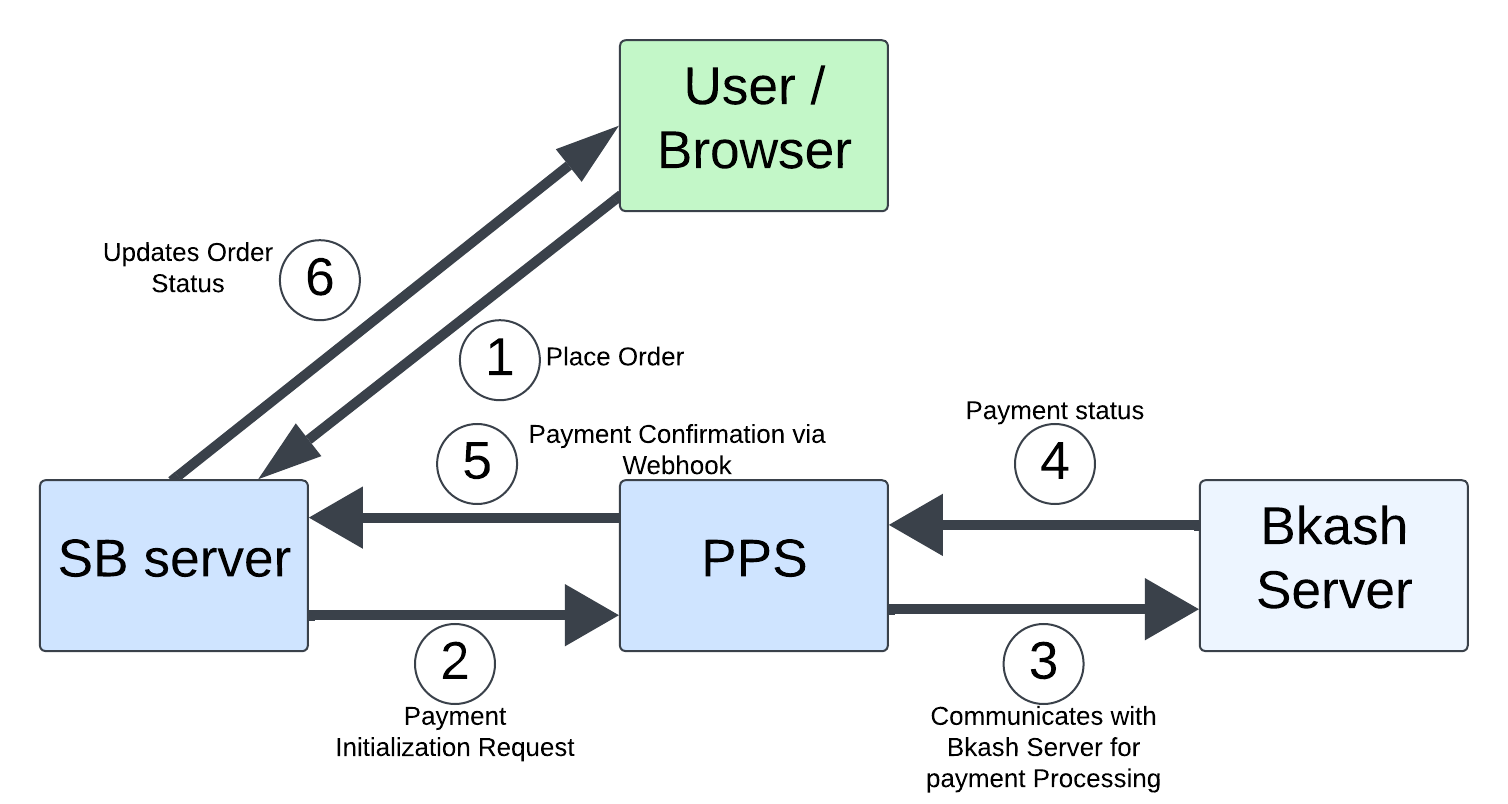 User /
Browser
Updates Order
Status
6
1
Place Order
Payment status
4
5
Payment Confirmation via
Webhook
SB server
PPS
Bkash
Server
2
Payment
Initialization Request
3
Communicates with
Bkash Server for
payment Processing